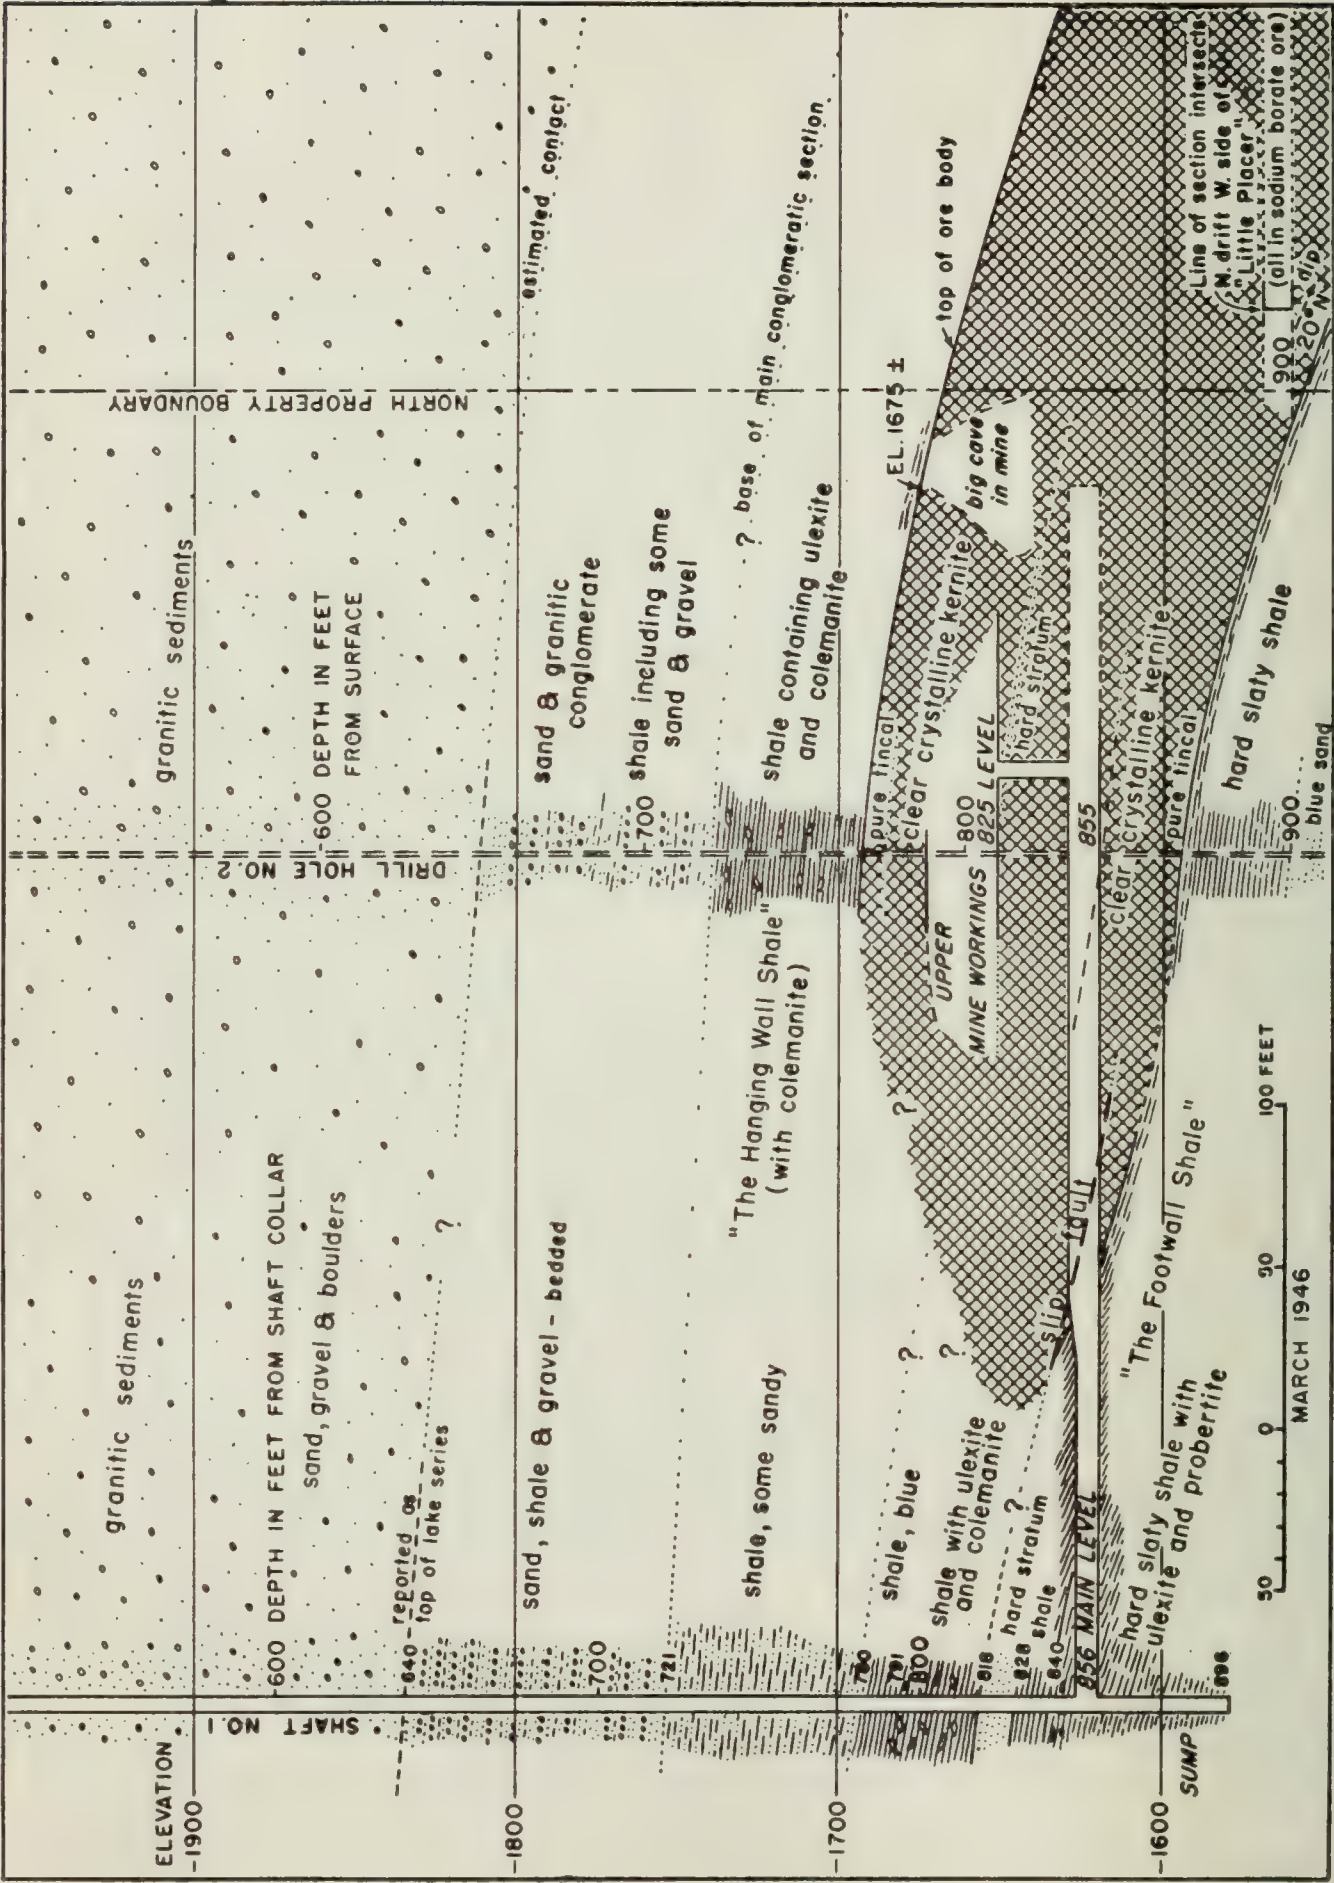 ELEVATION
-1900
-1800
-1700
-1600
SHAFT NO. 1
granitic sediments
600 DEPTH IN FEET FROM SHAFT COLLAR
sand, gravel & boulders
640
reported as
top of lake series
?
sand, shale & gravel - bedded
700
721
shale, some sandy
780
791
800
shale, blue
?
shale with ulexite
and colemanite
?
818
?
828
hard stratum
shale
840
856 MAIN LEVEL
hard slaty shale with
ulexite and probertite
896
SUMP
"The Footwall Shale"
slip
fault
"The Hanging Wall Shale"
(with colemanite)
?
DRILL HOLE NO. 2
granitic sediments
600 DEPTH IN FEET
FROM SURFACE
sand & granitic
conglomerate
700
shale including some
sand & gravel
shale containing ulexite
and colemanite
pure tincal
clear crystalline kernite
UPPER
MINE WORKINGS
800
825 LEVEL
hard stratum
855
clear crystalline kernite
pure tincal
hard slaty shale
900
blue sand
NORTH PROPERTY BOUNDARY
estimated contact
? base of main conglomeratic section
EL. 1675 ±
top of ore body
big cave
in mine
Line of section intersects
N. drift W. side of
"Little Placer"
(all in sodium borate ore)
900
20° N dip
50
0
50
100 FEET
MARCH 1946